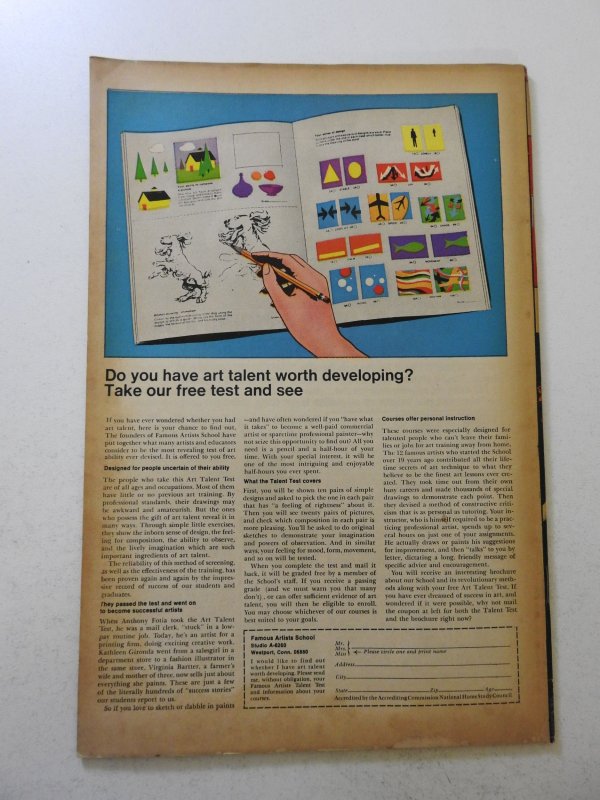 Do you have art talent worth developing?
Take our free test and see
If you have ever wondered whether you had
art talent, here is your chance to find out.
The founders of Famous Artists School have
put together what many artists and educators
consider to be the most revealing test of art
ability ever devised. It is offered to you free.
Designed for people uncertain of their ability
The people who take this Art Talent Test
are of all ages and occupations. Most of them
have little or no previous art training. By
professional standards, their drawings may
be awkward and amateurish. But the ones
who possess the gift of art talent reveal it in
many ways. Through simple little exercises,
they show the inborn sense of design, the feel-
ing for composition, the ability to observe
and the lively imagination which are such
important ingredients of art talent.
The reliability of this method of screening,
as well as the effectiveness of the training, has
been proven again and again by the impres-
sive record of success of our students and
graduates.
They passed the test and went on
to become successful artists
When Anthony Fotia took the Art Talent
Test, he was a mail clerk, "stuck" in a low-
pay routine job. Today, he's an artist for a
printing firm, doing exciting creative work.
Kathleen Gironda went from a salesgirl in a
department store to a fashion illustrator in
the same store. Virginia Bartter, a farmer's
wife and mother of three, now sells just about
everything she paints. These are just a few
of the literally hundreds of "success stories"
our students report to us.
So if you love to sketch or dabble in paints
—and have often wondered if you "have what
it takes" to become a well-paid commercial
artist or sparetime professional painter—why
not seize this opportunity to find out? All you
need is a pencil and a half-hour of your
time. With your special interest, it will be
one of the most intriguing and enjoyable
half-hours you ever spent.
What the Talent Test covers
First, you will be shown ten pairs of simple
designs and asked to pick the one in each pair
that has "a feeling of rightness" about it.
Then you will see twenty pairs of pictures,
and check which composition in each pair is
more pleasing. You'll be asked to do original
sketches to demonstrate your imagination
and powers of observation. And in similar
ways, your feeling for mood, form, movement,
and so on will be tested.
When you complete the test and mail it
back, it will be graded free by a member of
the School's staff. If you receive a passing
grade (and we must warn you that many
don't), or can offer sufficient evidence of art
talent, you will then be eligible to enroll.
You may choose whichever of our courses is
best suited to your goals.
Courses offer personal instruction
These courses were especially designed for
talented people who can't leave their fami-
lies or jobs for art training away from home.
The 12 famous artists who started the School
over 19 years ago contributed all their life-
time secrets of art technique to what they
believe to be the finest art lessons ever cre-
ated. They took time out from their own
busy careers and made thousands of special
drawings to demonstrate each point. Then
they devised a method of constructive criti-
cism that is as personal as tutoring. Your in-
structor, who is himself required to be a prac-
ticing professional artist, spends up to sev-
eral hours on just one of your assignments.
He actually draws or paints his suggestions
for improvement, and then "talks" to you by
letter, dictating a long, friendly message of
specific advice and encouragement.
You will receive an interesting brochure
about our School and its revolutionary meth-
ods along with your free Art Talent Test. If
you have ever dreamed of success in art, and
wondered if it were possible, why not mail
the coupon at left for both the Talent Test
and the brochure right now?
Famous Artists School
Studio A-6203
Westport, Conn. 06880
I would like to find out
whether I have art talent
worth developing. Please send
me, without obligation, your
Famous Artists Talent Test
and information about your
courses.
Mr.
Mrs.
Miss
Please circle one and print name
Address
City
State Zip Age
Accredited by the Accrediting Commission National Home Study Council